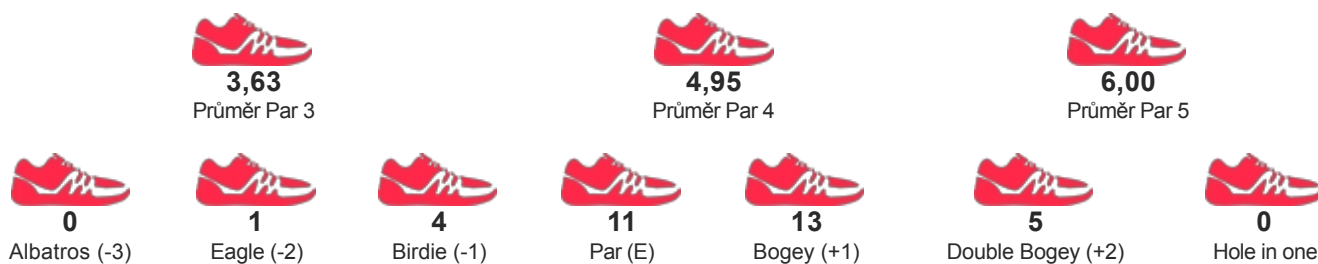 3,63 4,95 6,00
Průměr Par 3 Průměr Par 4 Průměr Par 5
0 1 4 11 13 5 0
Albatros (-3) Eagle (-2) Birdie (-1) Par (E) Bogey (+1) Double Bogey (+2) Hole in one